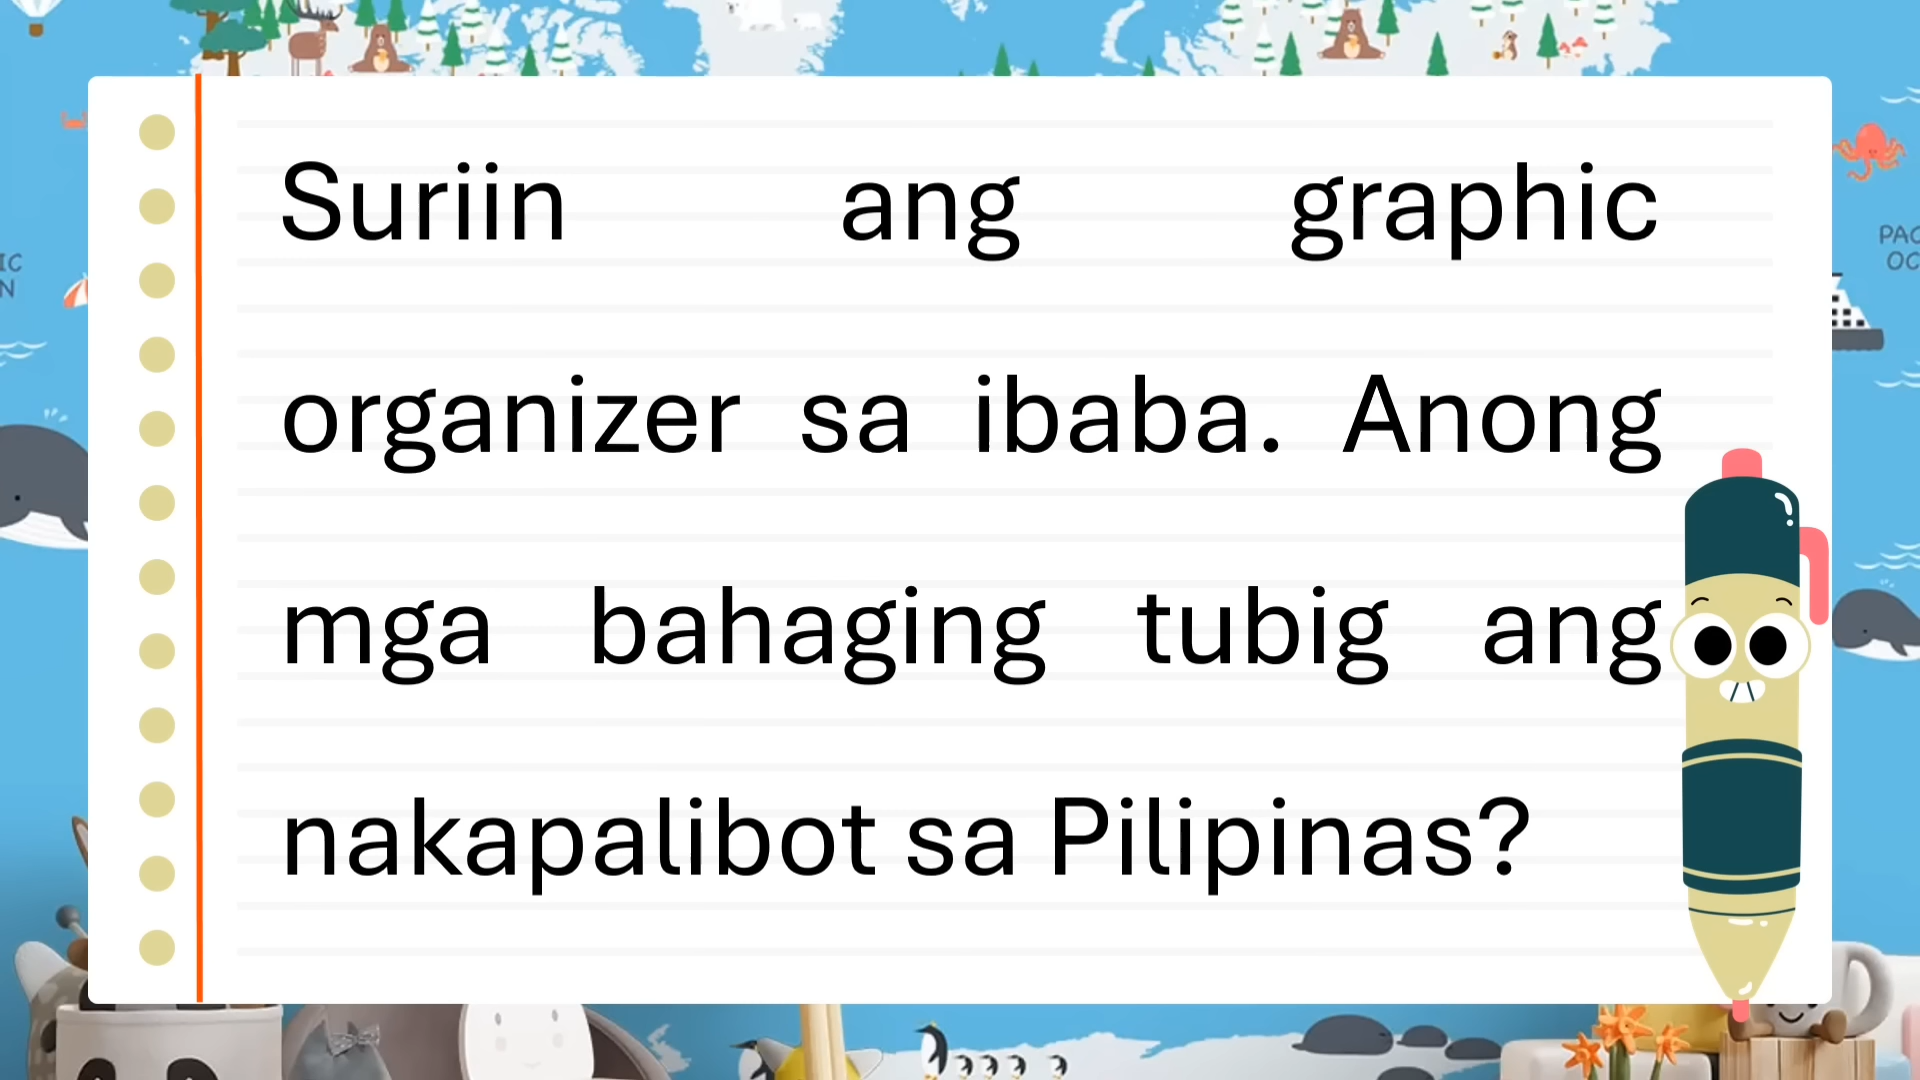 Suriin ang graphic
organizer sa ibaba. Anong
mga bahaging tubig ang
nakapalibot sa Pilipinas?